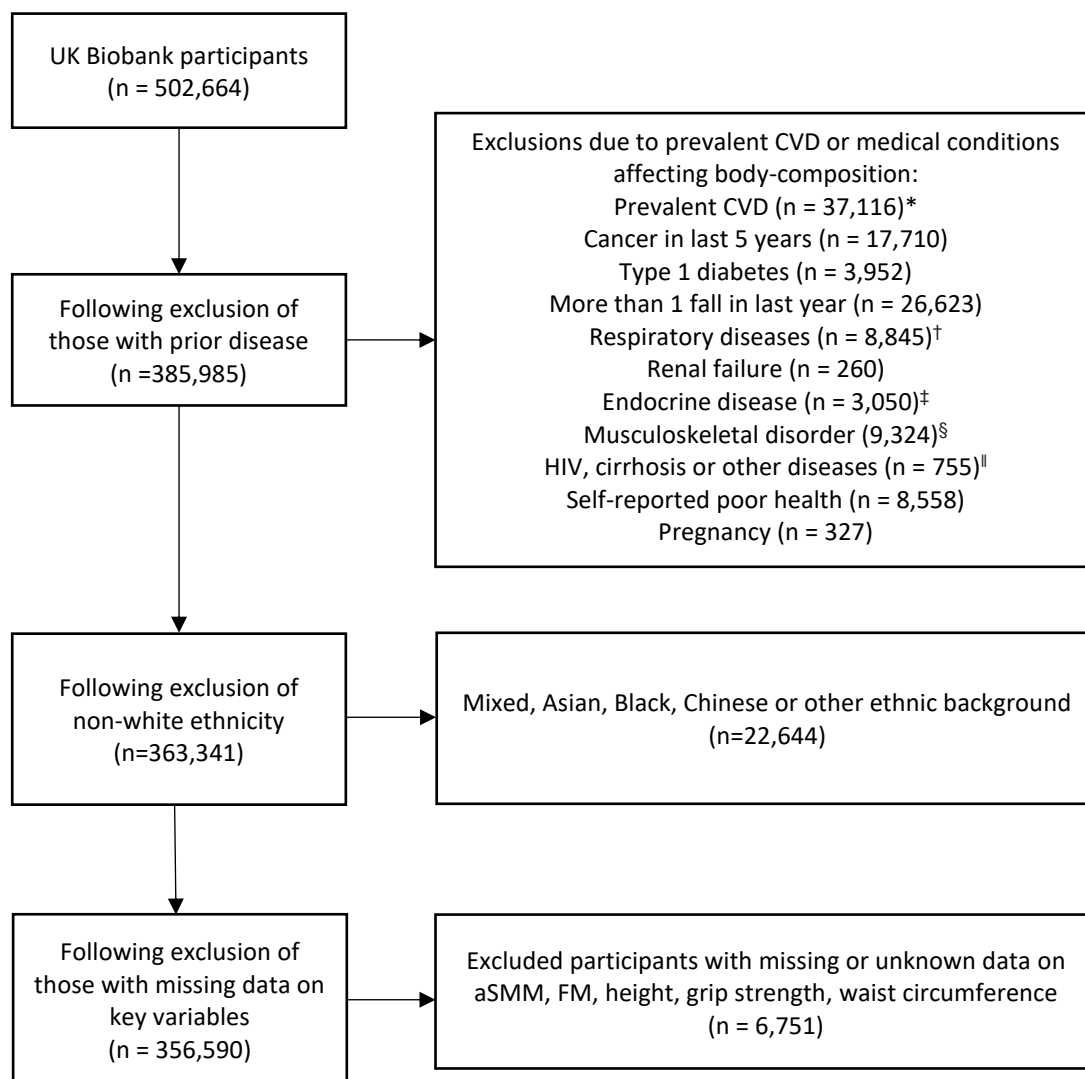 UK Biobank participants
(n = 502,664)
Exclusions due to prevalent CVD or medical conditions
affecting body-composition:
Prevalent CVD (n = 37,116)*
Cancer in last 5 years (n = 17,710)
Type 1 diabetes (n = 3,952)
More than 1 fall in last year (n = 26,623)
Respiratory diseases (n = 8,845)†
Renal failure (n = 260)
Endocrine disease (n = 3,050)‡
Musculoskeletal disorder (9,324)§
HIV, cirrhosis or other diseases (n = 755)‖
Self-reported poor health (n = 8,558)
Pregnancy (n = 327)
Following exclusion of
those with prior disease
(n =385,985)
Following exclusion of
non-white ethnicity
(n=363,341)
Mixed, Asian, Black, Chinese or other ethnic background
(n=22,644)
Following exclusion of
those with missing data on
key variables
(n = 356,590)
Excluded participants with missing or unknown data on
aSMM, FM, height, grip strength, waist circumference
(n = 6,751)